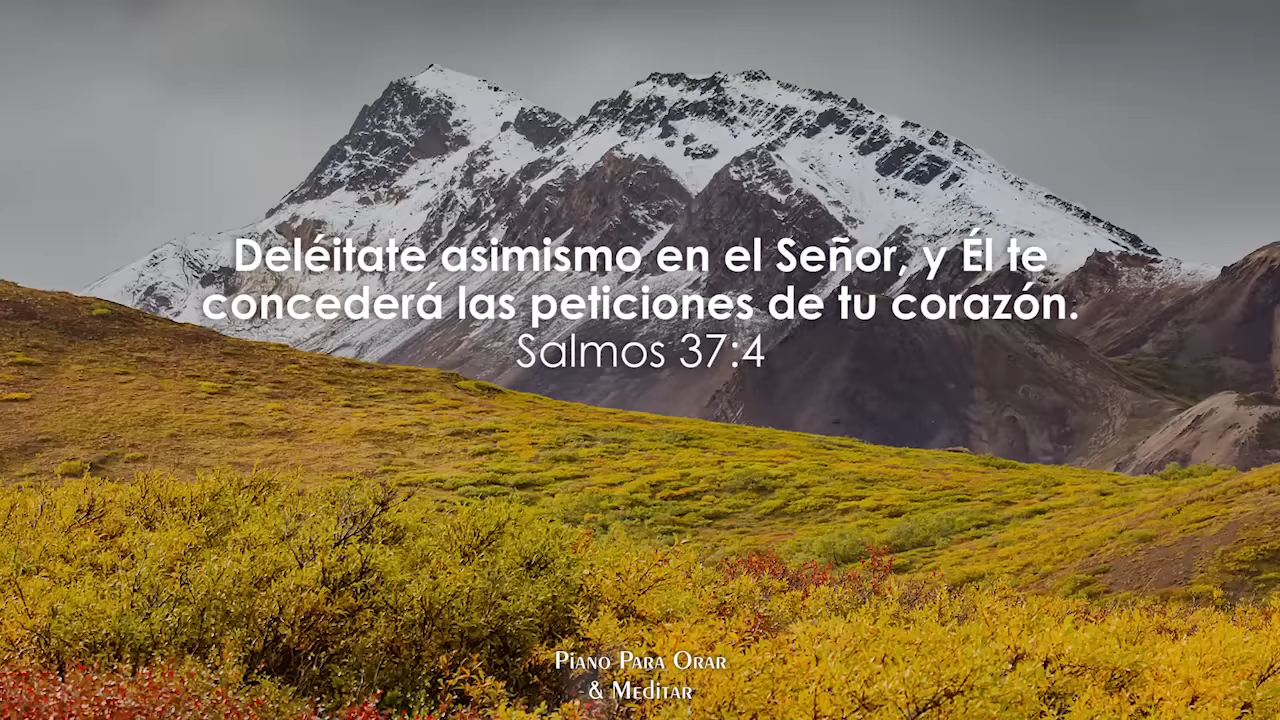 Deléitate asimismo en el Señor, y Él te
concederá las peticiones de tu corazón.
Salmos 37:4
Piano Para Orar
& Meditar